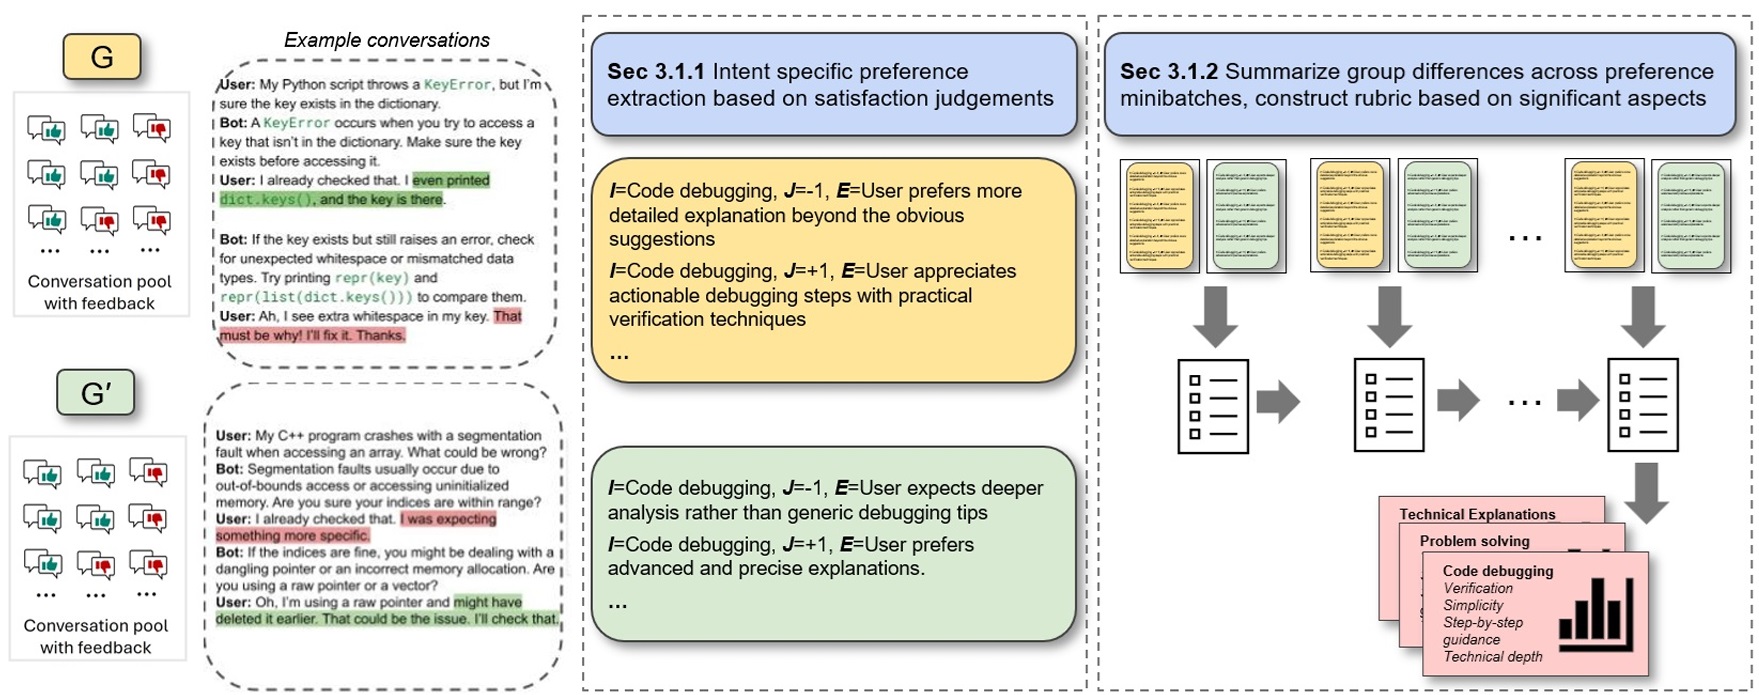 G
Conversation pool
with feedback
G′
Conversation pool
with feedback
Example conversations
User: My Python script throws a KeyError, but I'm
sure the key exists in the dictionary.
Bot: A KeyError occurs when you try to access a
key that isn't in the dictionary. Make sure the key
exists before accessing it.
User: I already checked that. I even printed
dict.keys(), and the key is there.
Bot: If the key exists but still raises an error, check
for unexpected whitespace or mismatched data
types. Try printing repr(key) and
repr(list(dict.keys())) to compare them.
User: Ah, I see extra whitespace in my key. That
must be why! I'll fix it. Thanks.
User: My C++ program crashes with a segmentation
fault when accessing an array. What could be wrong?
Bot: Segmentation faults usually occur due to
out-of-bounds access or accessing uninitialized
memory. Are you sure your indices are within range?
User: I already checked that. I was expecting
something more specific.
Bot: If the indices are fine, you might be dealing with a
dangling pointer or an incorrect memory allocation. Are
you using a raw pointer or a vector?
User: Oh, I'm using a raw pointer and might have
deleted it earlier. That could be the issue. I'll check that.
Sec 3.1.1 Intent specific preference
extraction based on satisfaction judgements
I=Code debugging, J=-1, E=User prefers more
detailed explanation beyond the obvious
suggestions
I=Code debugging, J=+1, E=User appreciates
actionable debugging steps with practical
verification techniques
...
I=Code debugging, J=-1, E=User expects deeper
analysis rather than generic debugging tips
I=Code debugging, J=+1, E=User prefers
advanced and precise explanations.
...
Sec 3.1.2 Summarize group differences across preference
minibatches, construct rubric based on significant aspects
Technical Explanations
Problem solving
Code debugging
Verification
Simplicity
Step-by-step
guidance
Technical depth